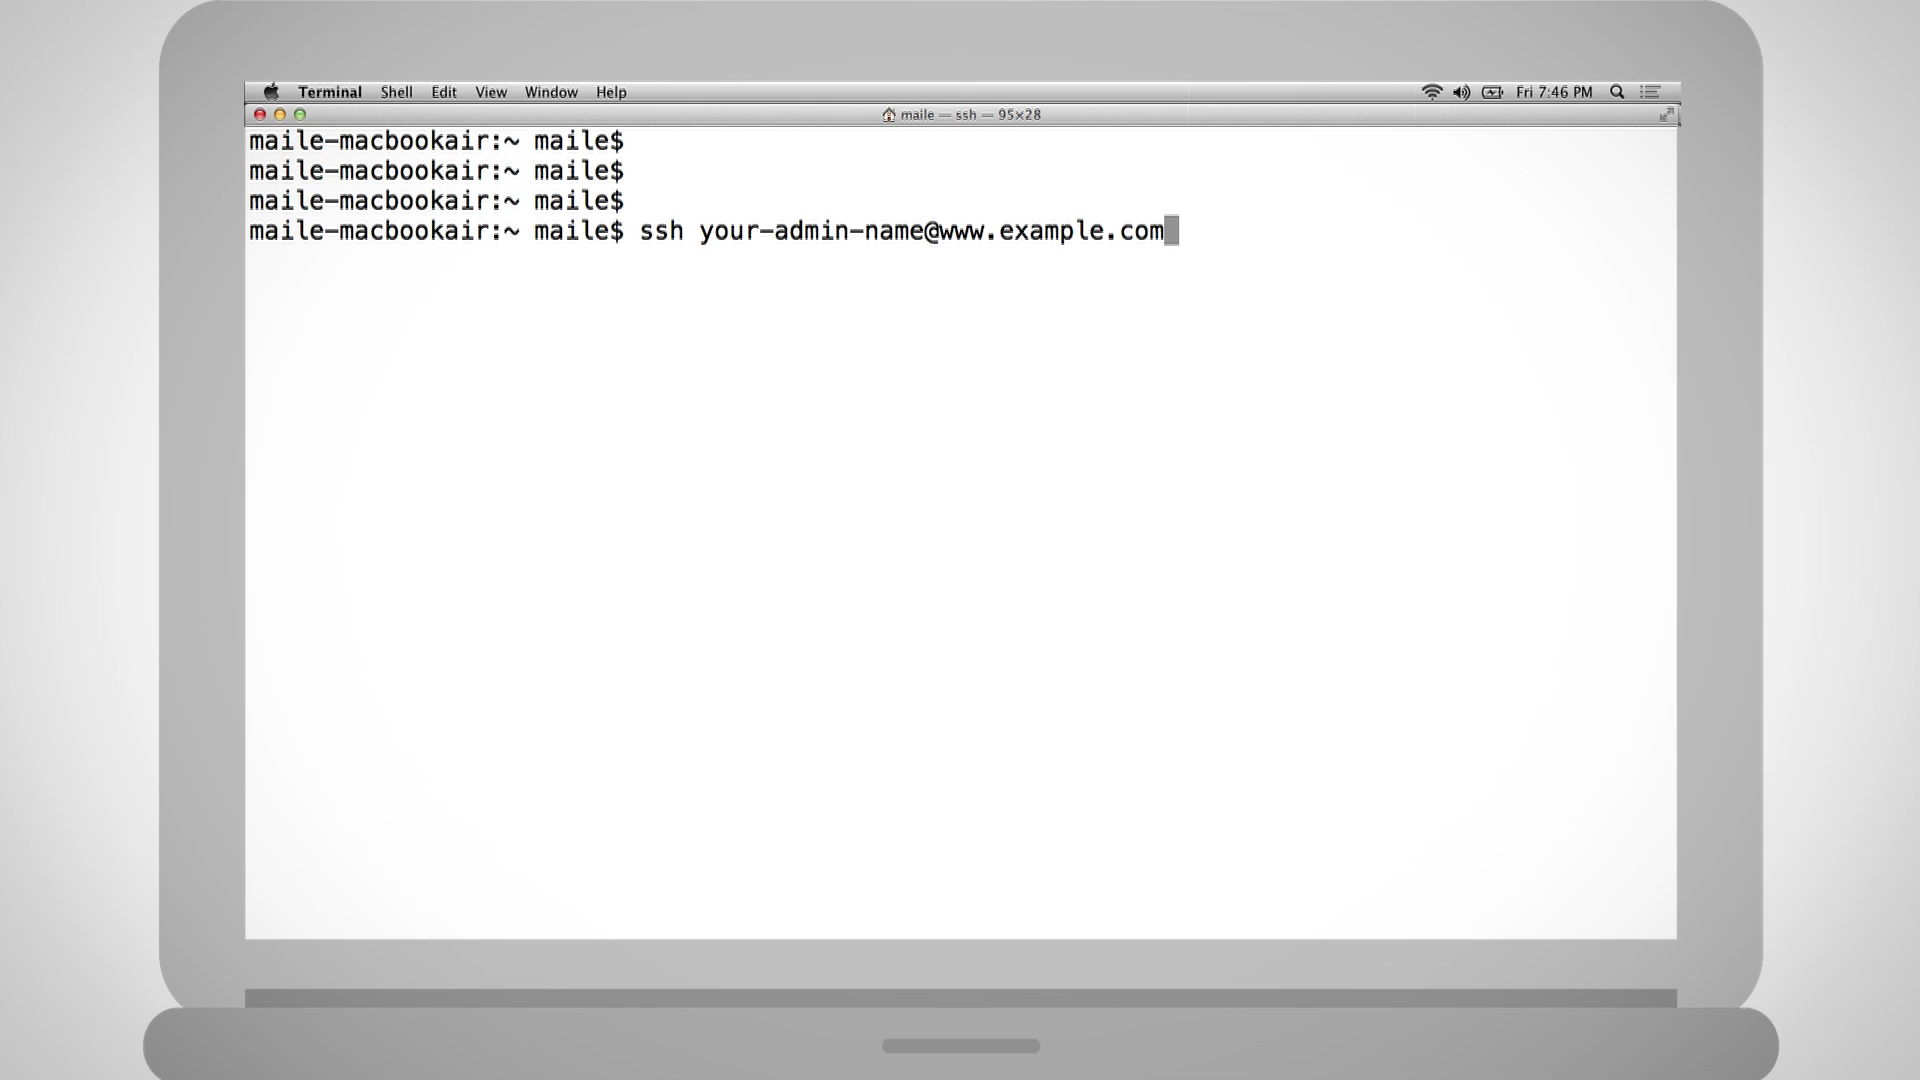 Terminal Shell Edit View Window Help Fri 7:46 PM
maile — ssh — 95×28
maile-macbookair:~ maile$
maile-macbookair:~ maile$
maile-macbookair:~ maile$
maile-macbookair:~ maile$ ssh your-admin-name@www.example.com